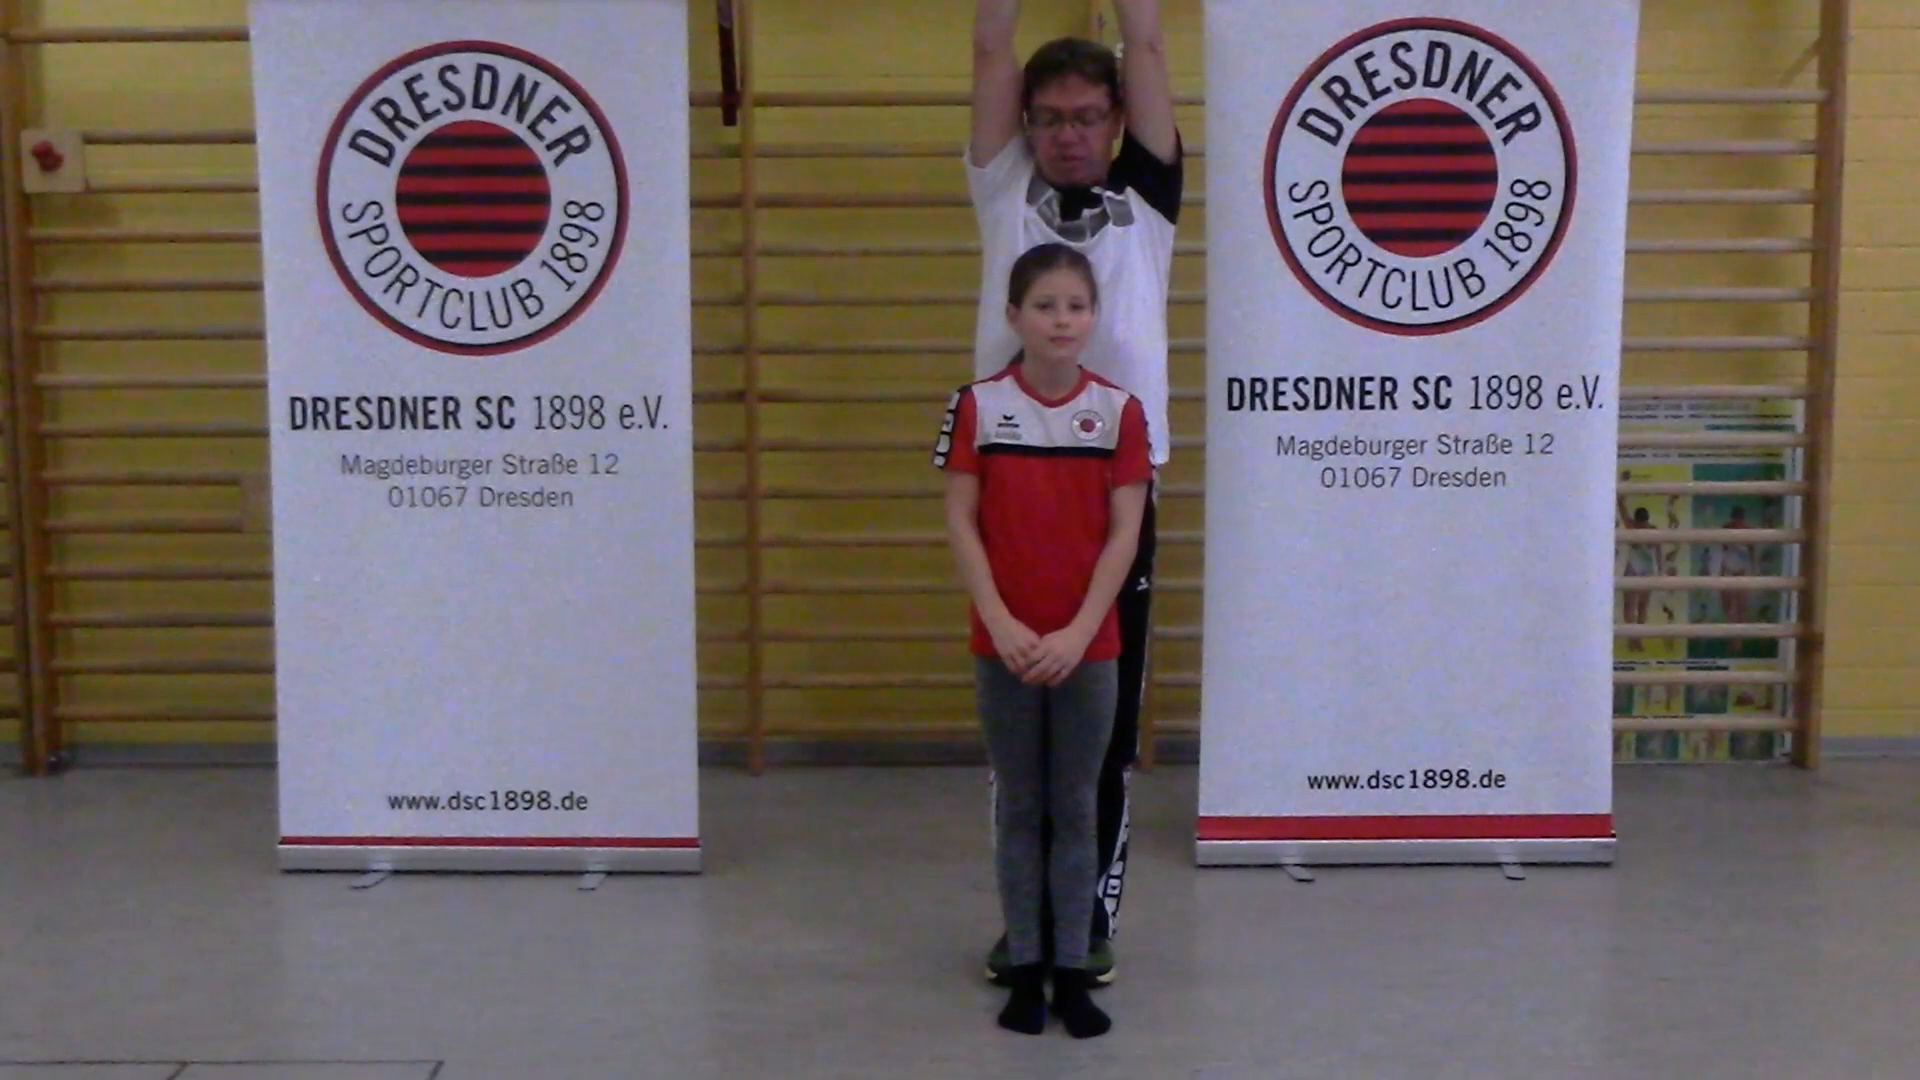 DRESDNER
SPORTCLUB 1898
DRESDNER SC 1898 e.V.
Magdeburger Straße 12
01067 Dresden
www.dsc1898.de
DRESDNER
SPORTCLUB 1898
DRESDNER SC 1898 e.V.
Magdeburger Straße 12
01067 Dresden
www.dsc1898.de